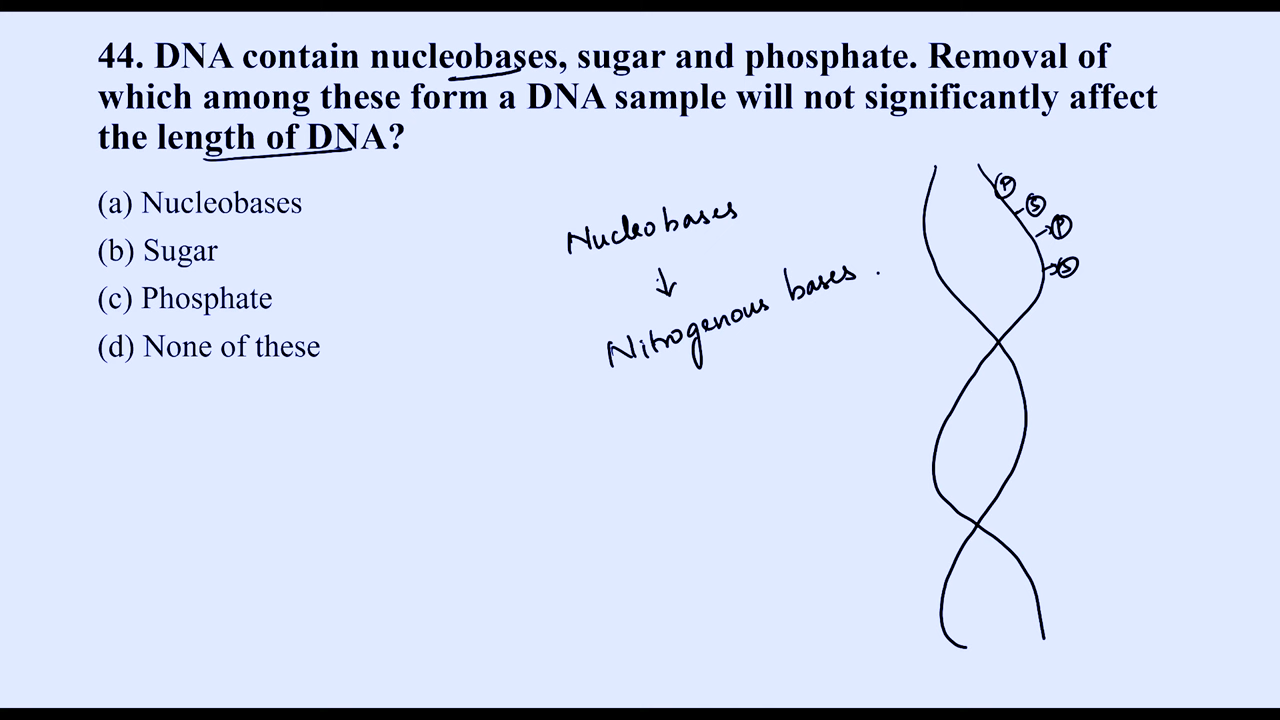 44. DNA contain nucleobases, sugar and phosphate. Removal of
which among these form a DNA sample will not significantly affect
the length of DNA?
(a) Nucleobases
(b) Sugar
(c) Phosphate
(d) None of these
Nucleobases
↓
Nitrogenous bases.
P
S
P
S